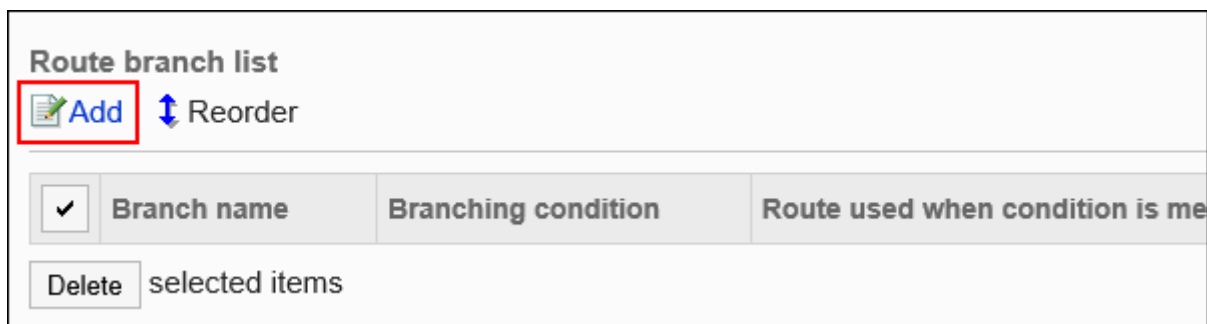 Route branch list
Add Reorder
Branch name Branching condition Route used when condition is me
Delete selected items